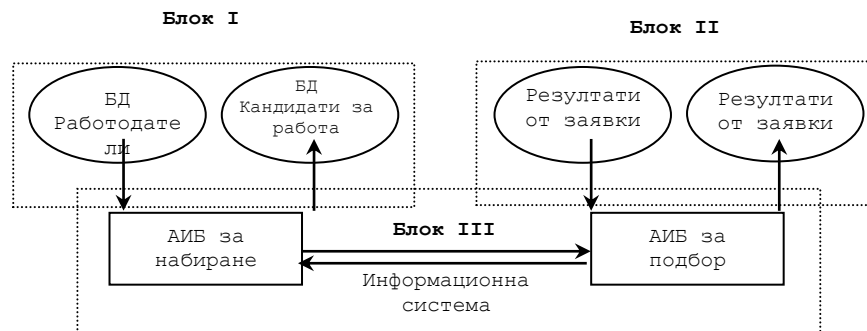 Блок I
Блок II
БД
Работодате
ли
БД
Кандидати за
работа
Резултати
от заявки
Резултати
от заявки
АИБ за
набиране
Блок III
АИБ за
подбор
Информационна
система